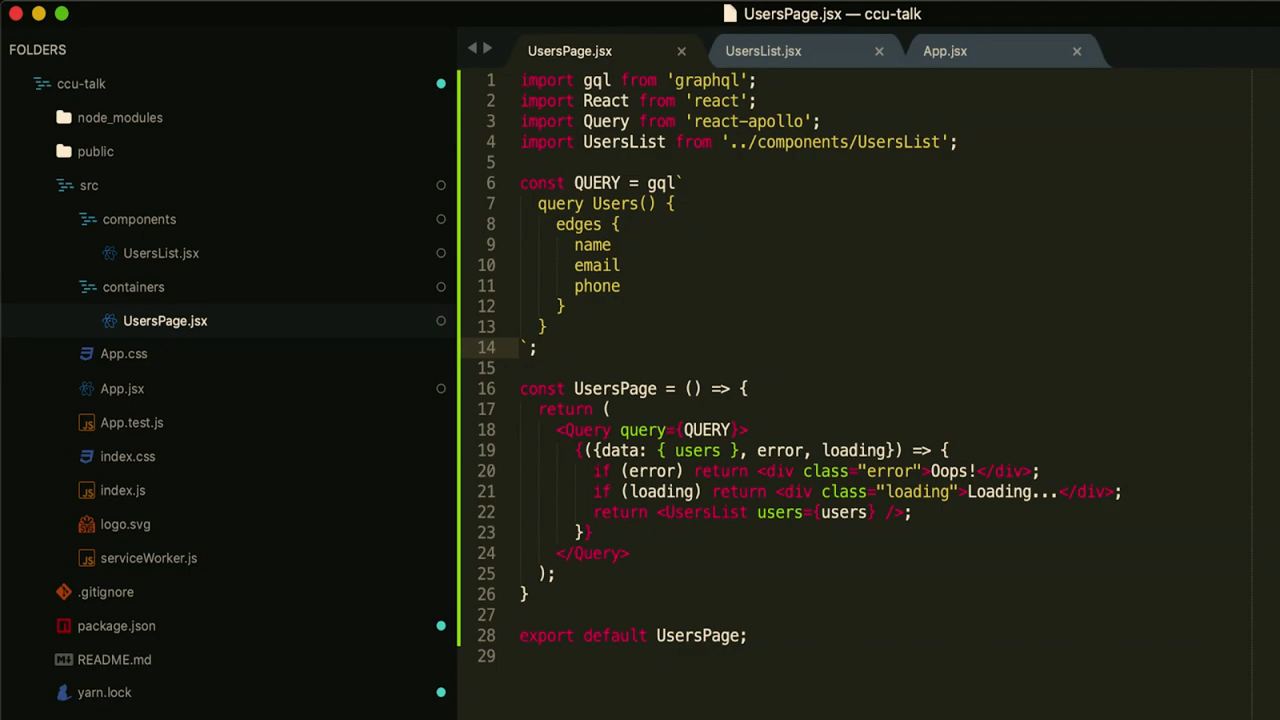 UsersPage.jsx — ccu-talk
FOLDERS
ccu-talk
node_modules
public
src
components
UsersList.jsx
containers
UsersPage.jsx
App.css
App.jsx
App.test.js
index.css
index.js
logo.svg
serviceWorker.js
.gitignore
package.json
README.md
yarn.lock
UsersPage.jsx
UsersList.jsx
App.jsx
1 import gql from 'graphql';
2 import React from 'react';
3 import Query from 'react-apollo';
4 import UsersList from '../components/UsersList';
5
6 const QUERY = gql`
7   query Users() {
8     edges {
9       name
10       email
11       phone
12     }
13   }
14 `;
15
16 const UsersPage = () => {
17   return (
18     <Query query={QUERY}>
19       {({data: { users }, error, loading}) => {
20         if (error) return <div class="error">Oops!</div>;
21         if (loading) return <div class="loading">Loading...</div>;
22         return <UsersList users={users} />;
23       }}
24     </Query>
25   );
26 }
27
28 export default UsersPage;
29